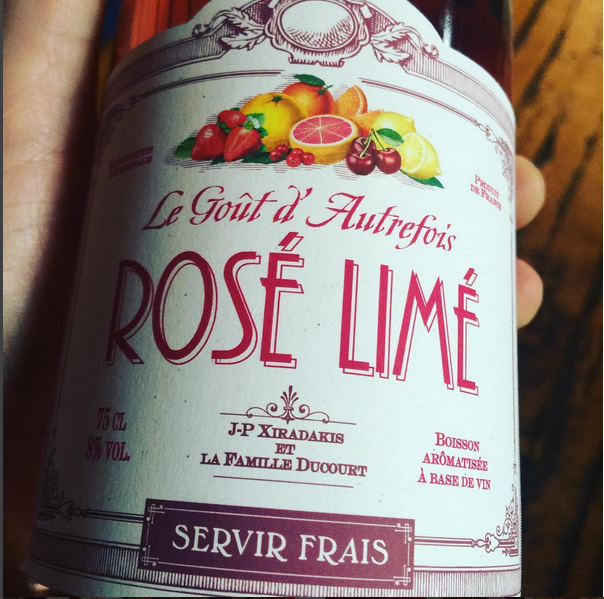 Produit
de France
Le Goût d'Autrefois
ROSÉ LIMÉ
75 CL
8% VOL.
J-P Xiradakis
et
la Famille Ducourt
Boisson
arômatisée
à base de vin
SERVIR FRAIS